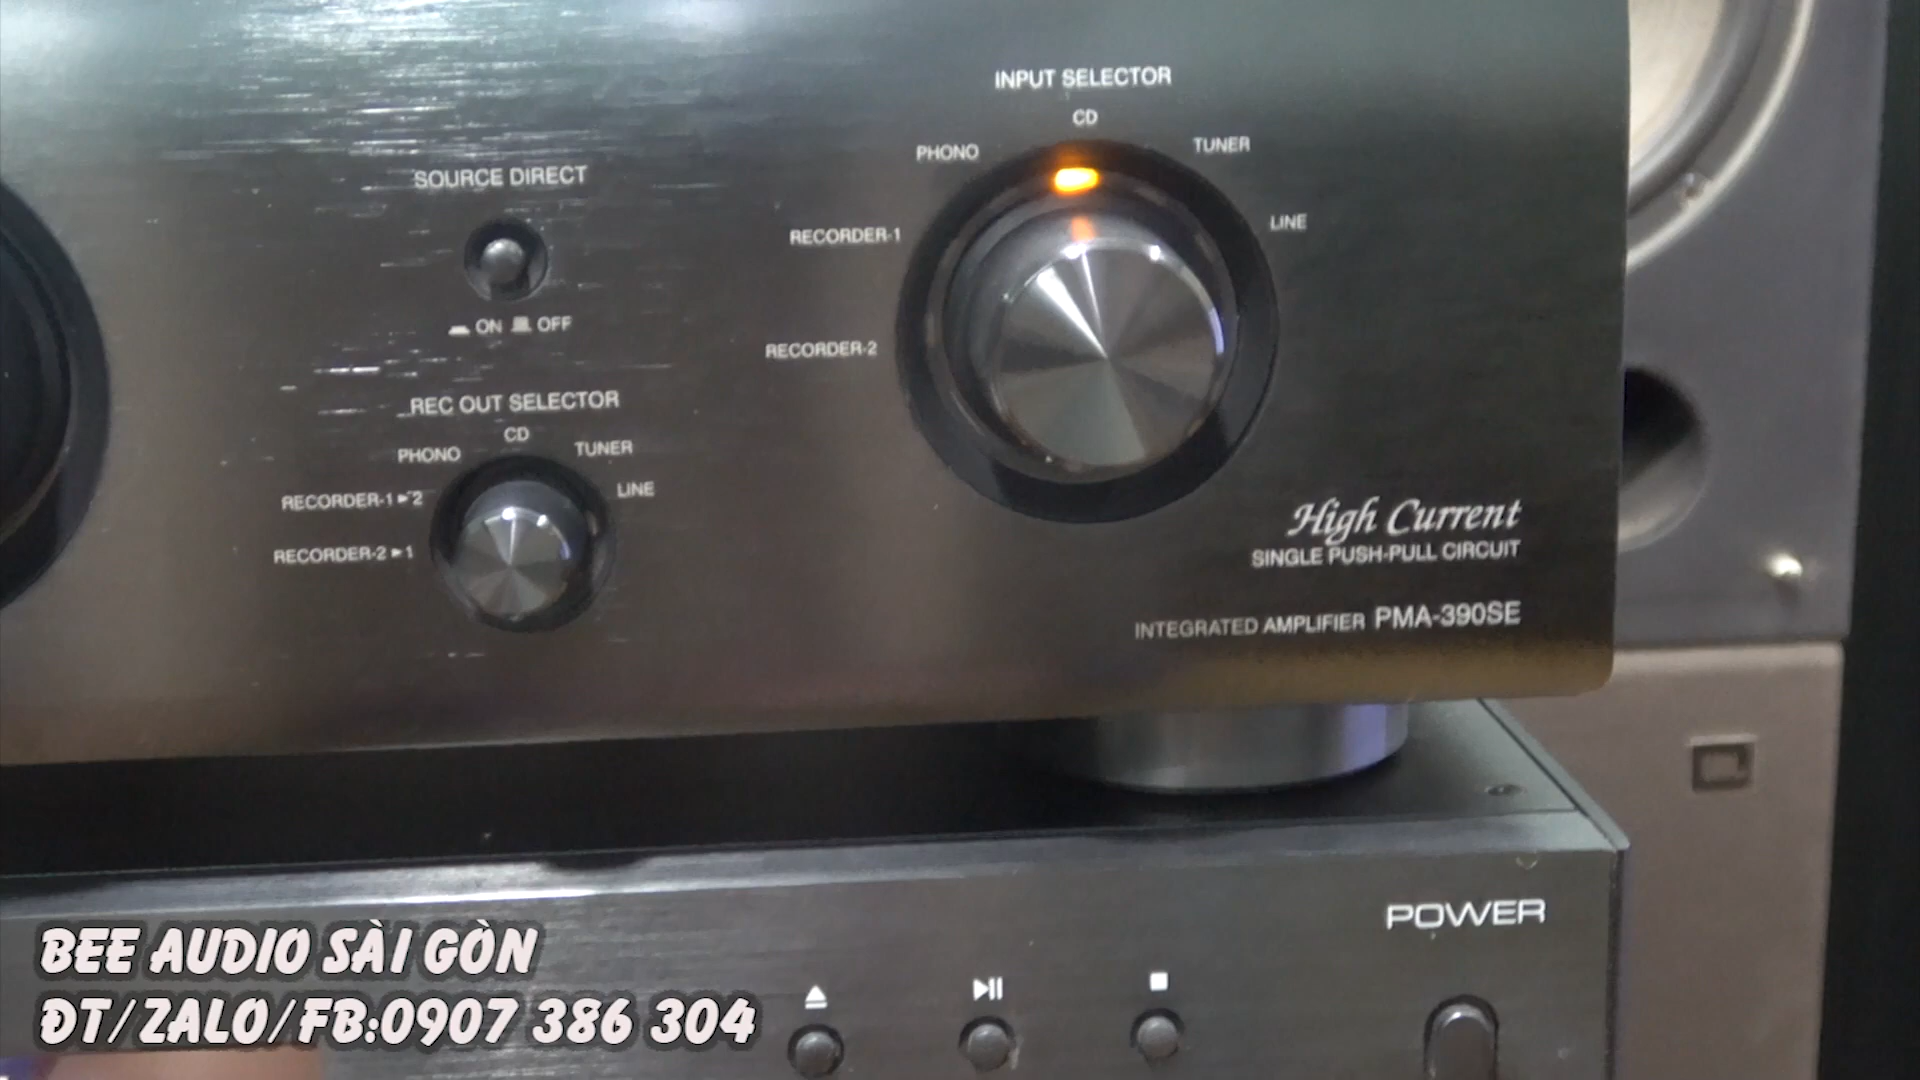 INPUT SELECTOR
CD
PHONO
TUNER
RECORDER-1
LINE
RECORDER-2
SOURCE DIRECT
ON OFF
REC OUT SELECTOR
CD
PHONO
TUNER
RECORDER-1 ▶ 2
LINE
RECORDER-2 ▶ 1
High Current
SINGLE PUSH-PULL CIRCUIT
INTEGRATED AMPLIFIER PMA-390SE
POWER
BEE AUDIO SÀI GÒN
ĐT/ZALO/FB:0907 386 304